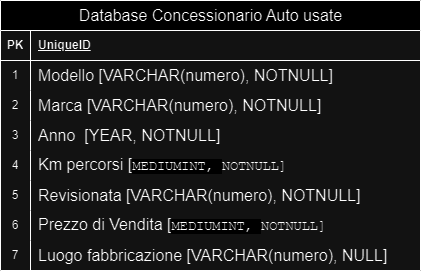 Database Concessionario Auto usate
PK UniqueID
1 Modello [VARCHAR(numero), NOTNULL]
2 Marca [VARCHAR(numero), NOTNULL]
3 Anno [YEAR, NOTNULL]
4 Km percorsi [MEDIUMINT, NOTNULL]
5 Revisionata [VARCHAR(numero), NOTNULL]
6 Prezzo di Vendita [MEDIUMINT, NOTNULL]
7 Luogo fabbricazione [VARCHAR(numero), NULL]